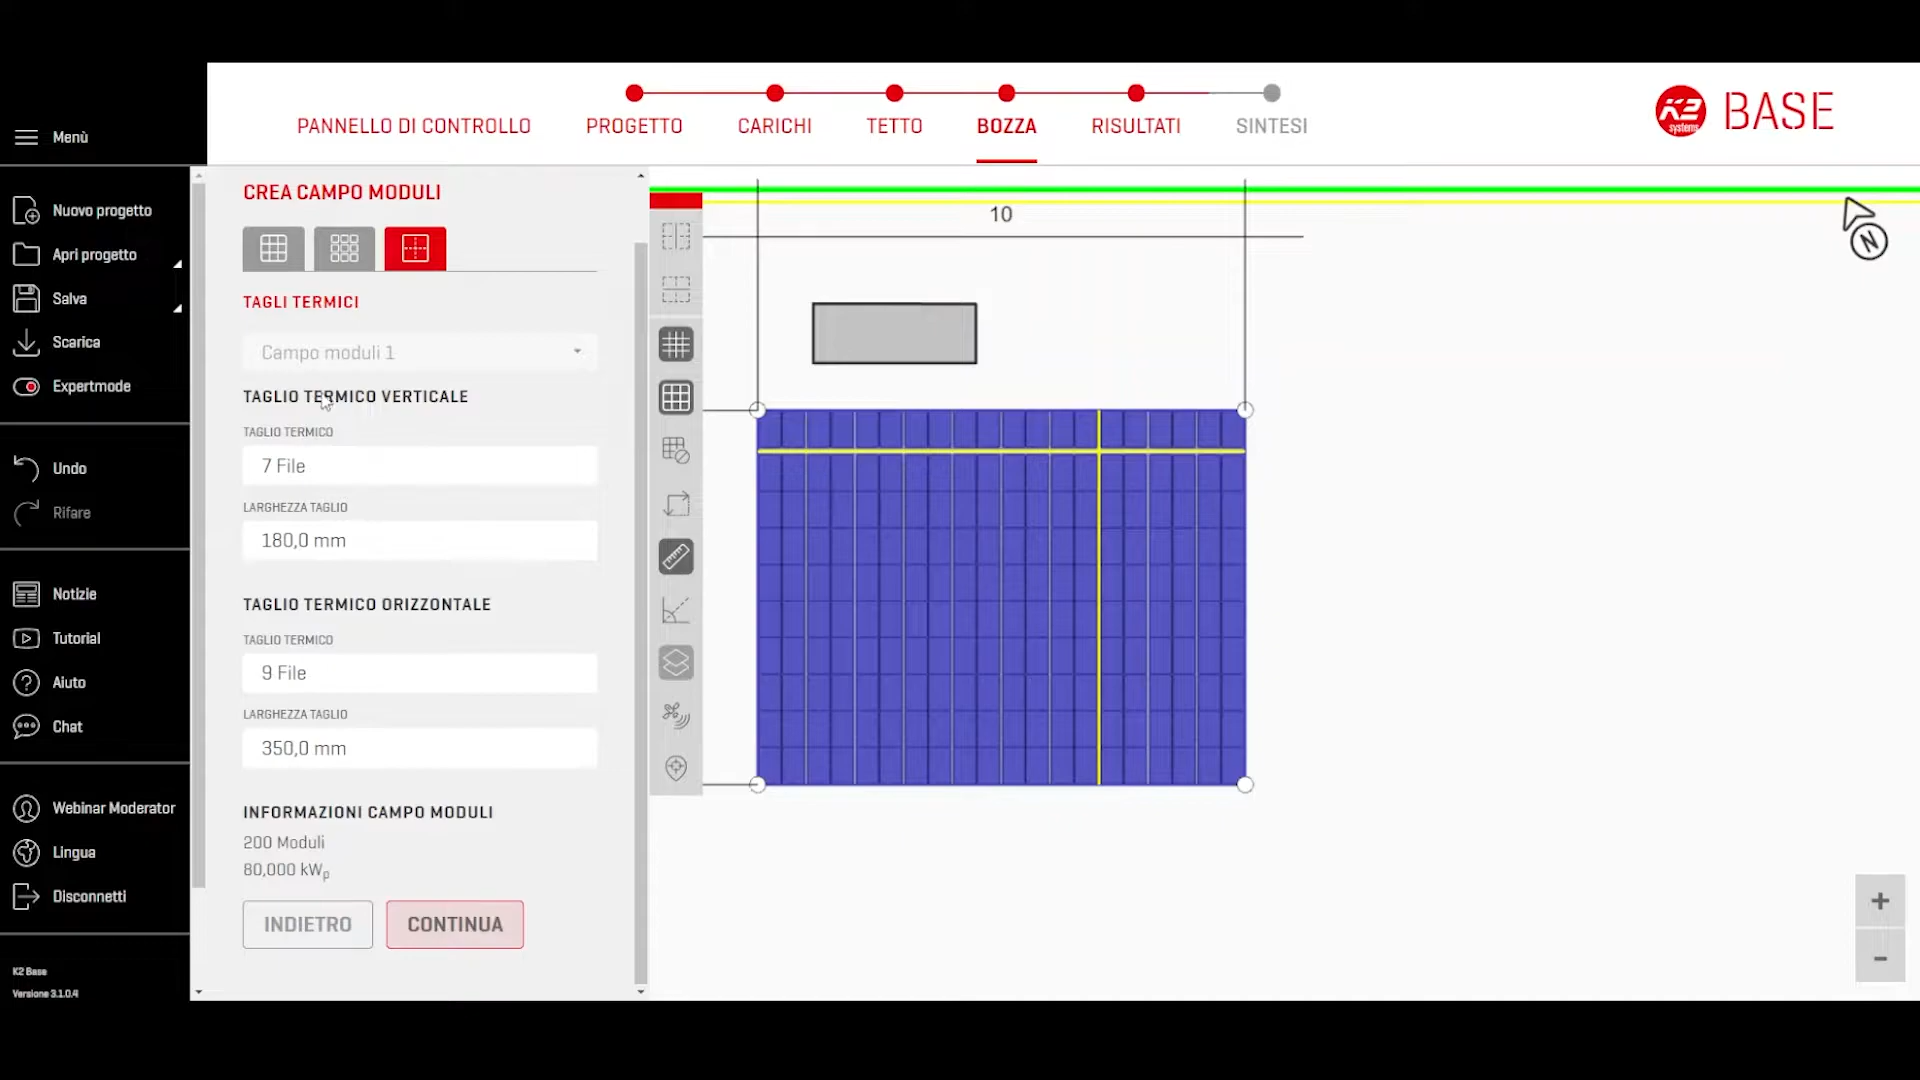 PANNELLO DI CONTROLLO
PROGETTO
CARICHI
TETTO
BOZZA
RISULTATI
SINTESI
K2 systems BASE
Menù
Nuovo progetto
Apri progetto
Salva
Scarica
Expertmode
Undo
Rifare
Notizie
Tutorial
Aiuto
Chat
Webinar Moderator
Lingua
Disconnetti
K2 Base
Versione 3.1.0.4
CREA CAMPO MODULI
TAGLI TERMICI
Campo moduli 1
TAGLIO TERMICO VERTICALE
TAGLIO TERMICO
7 File
LARGHEZZA TAGLIO
180,0 mm
TAGLIO TERMICO ORIZZONTALE
TAGLIO TERMICO
9 File
LARGHEZZA TAGLIO
350,0 mm
INFORMAZIONI CAMPO MODULI
200 Moduli
80,000 kWp
INDIETRO
CONTINUA
10
N
+
-